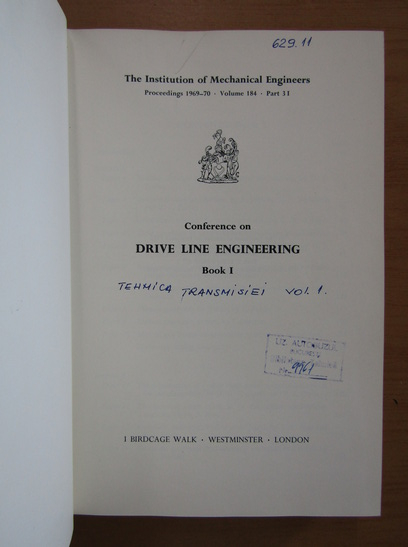 629.11
The Institution of Mechanical Engineers
Proceedings 1969–70 · Volume 184 · Part 3I
Conference on
DRIVE LINE ENGINEERING
Book I
TEHNICA TRANSMISIEI VOL. 1.
9961
1 BIRDCAGE WALK · WESTMINSTER · LONDON